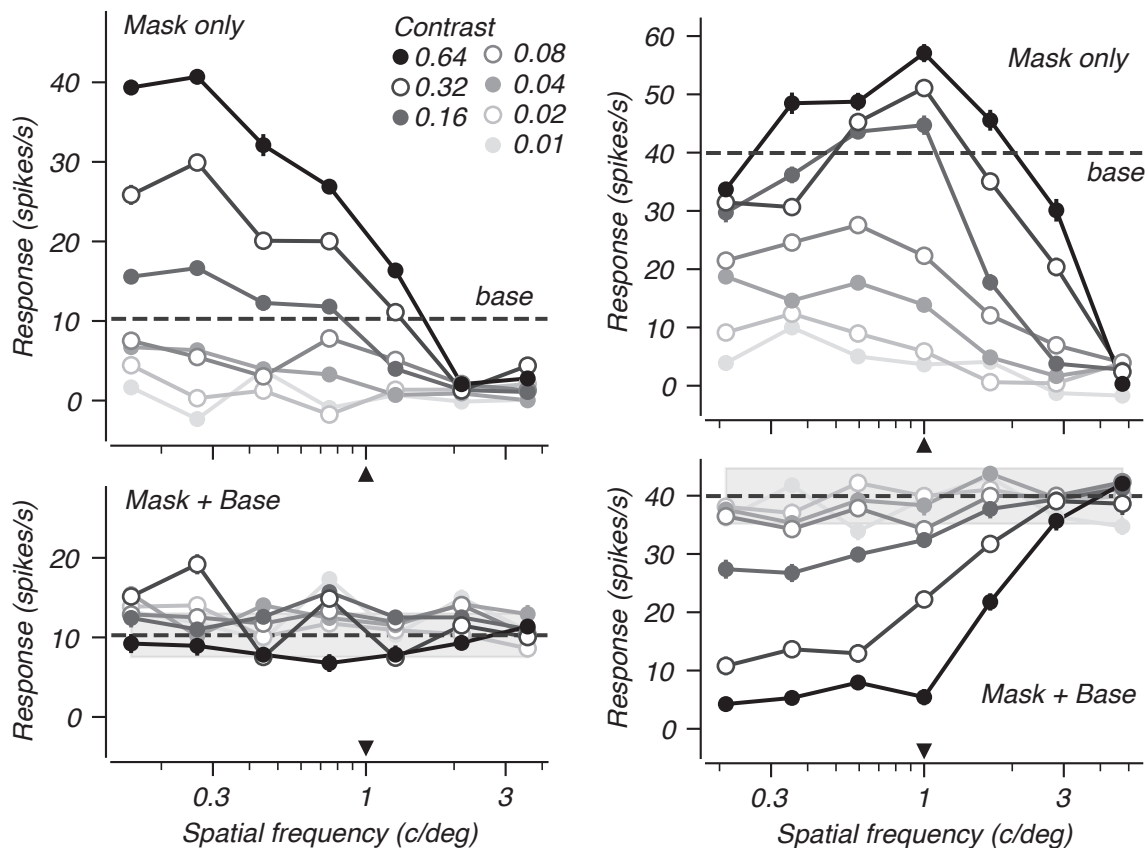 Mask only
Contrast
0.64
0.32
0.16
0.08
0.04
0.02
0.01
Response (spikes/s)
40
30
20
10
0
base
Mask only
Response (spikes/s)
60
50
40
30
20
10
0
base
Mask + Base
Response (spikes/s)
20
10
0
0.3
1
3
Spatial frequency (c/deg)
Response (spikes/s)
40
30
20
10
0
Mask + Base
0.3
1
3
Spatial frequency (c/deg)